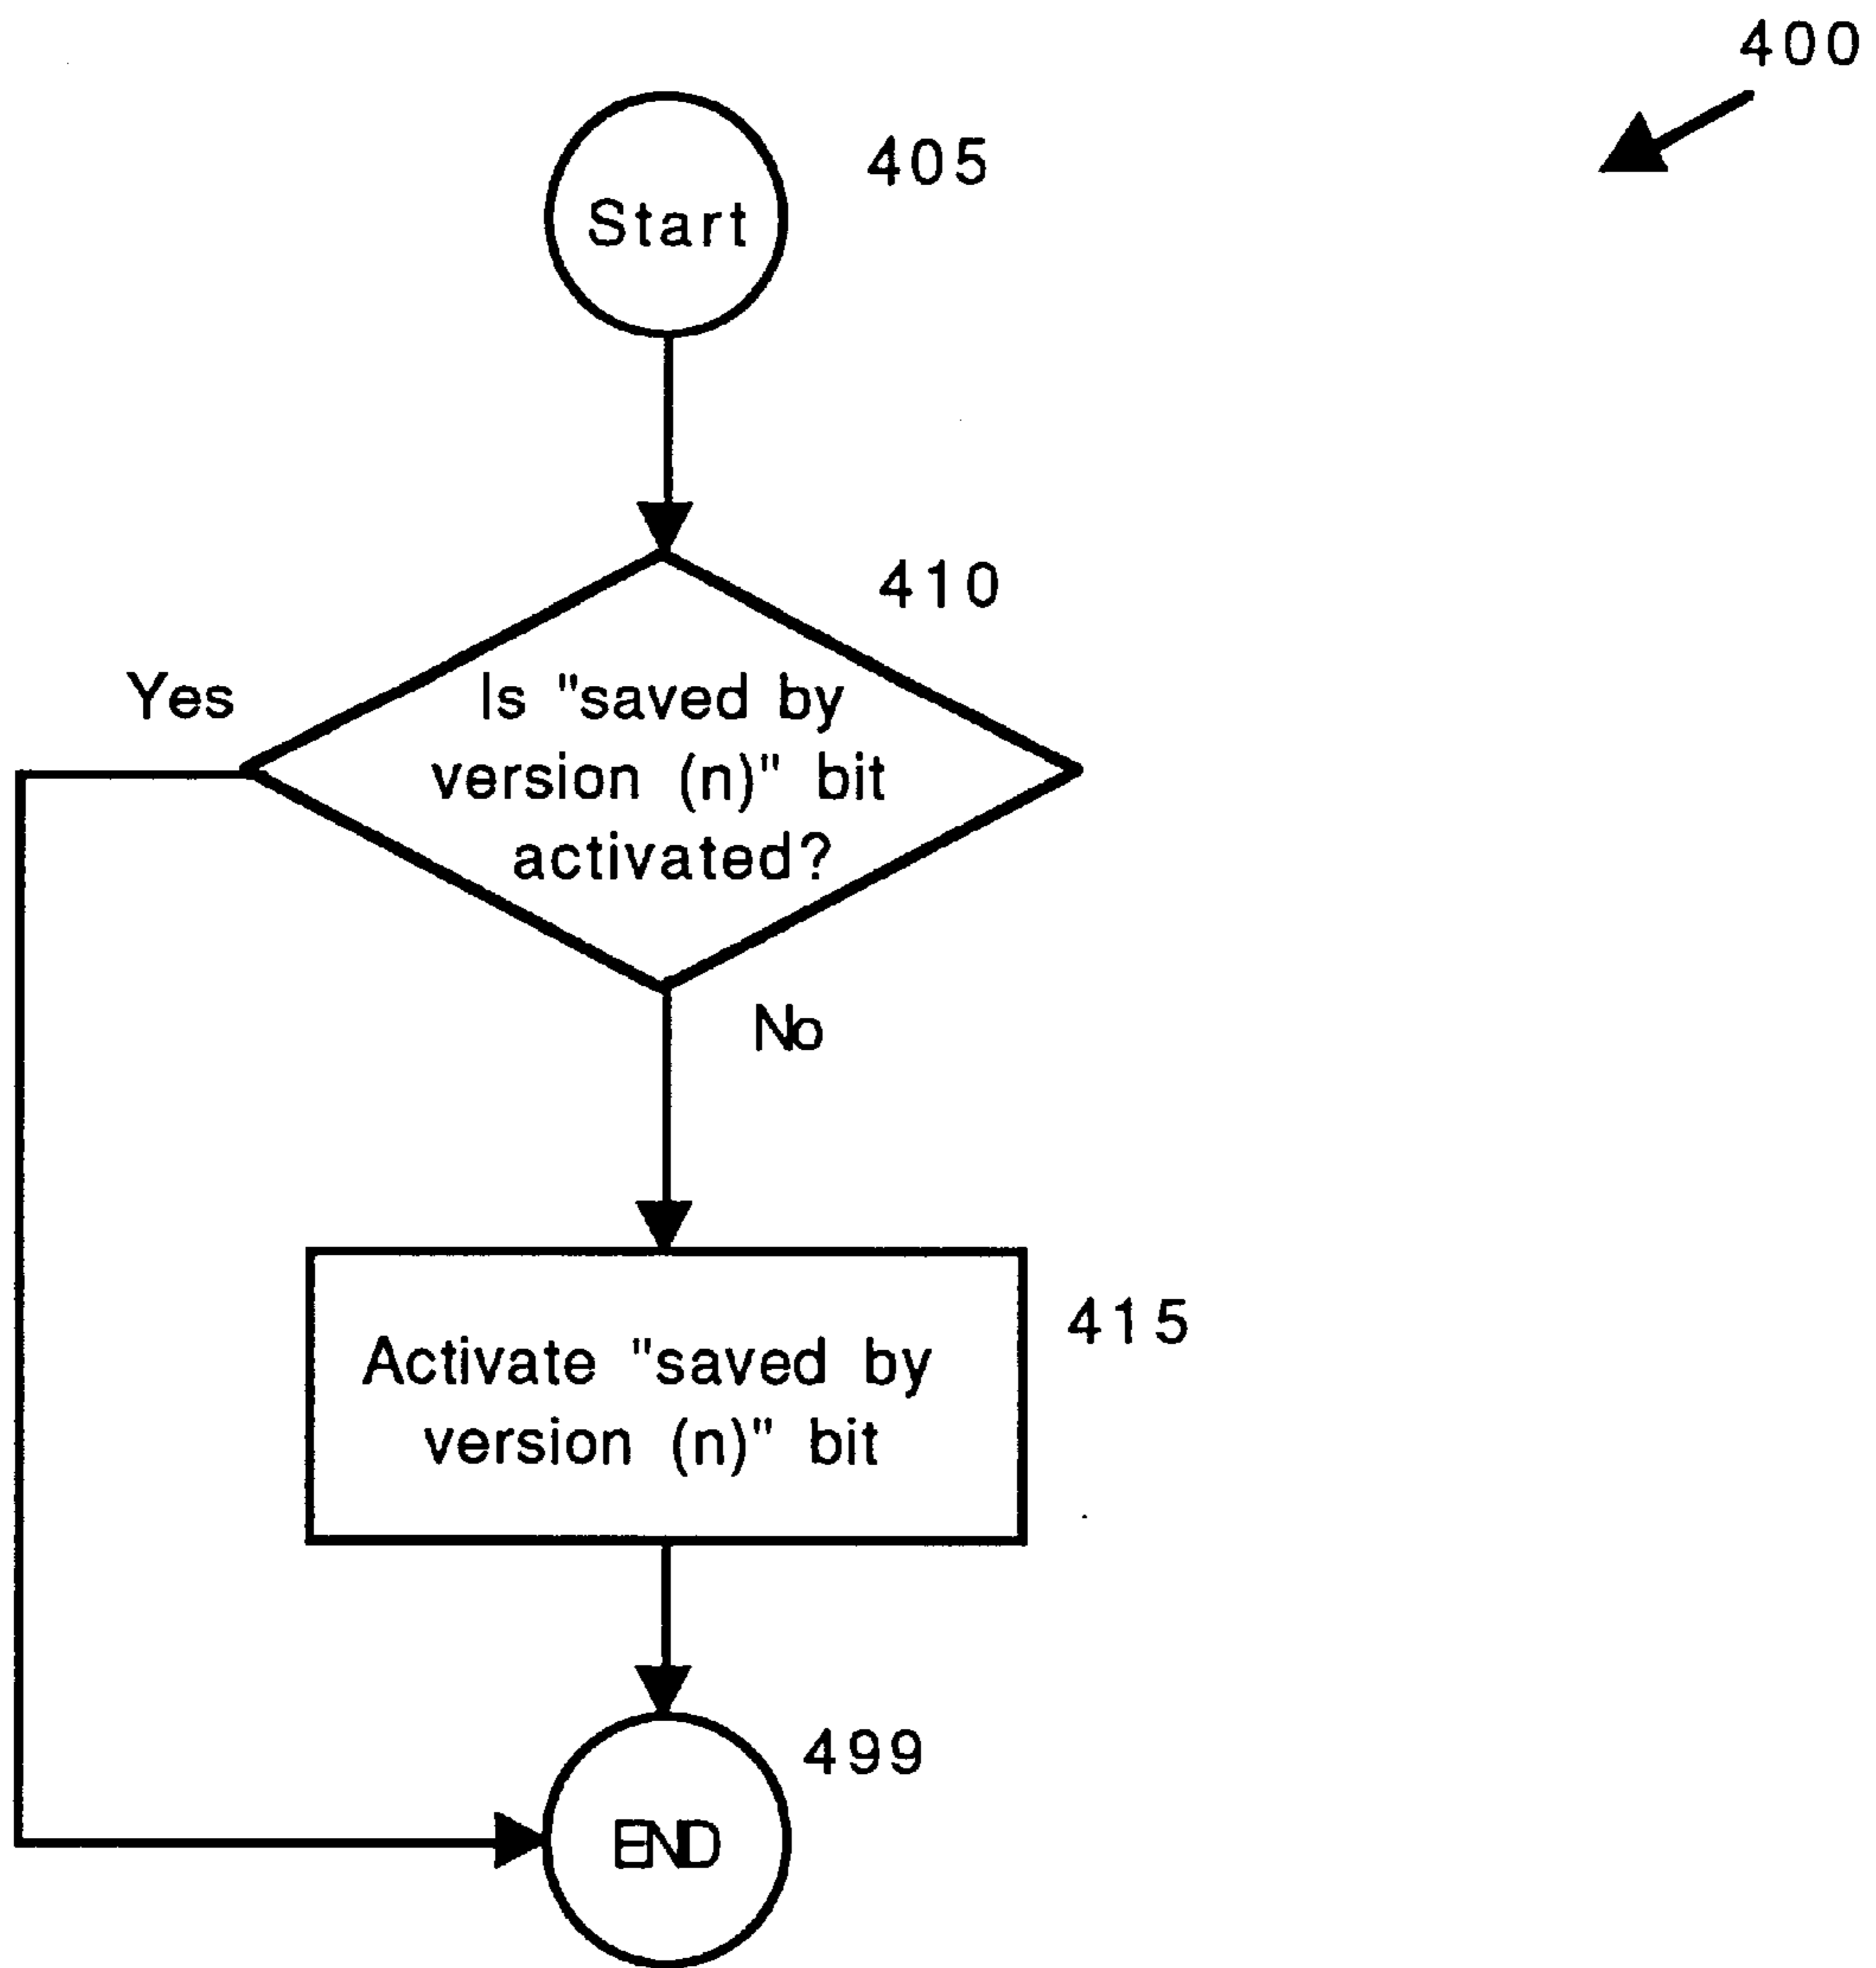 400
405
Start
410
Yes
Is "saved by
version (n)" bit
activated?
No
415
Activate "saved by
version (n)" bit
499
END